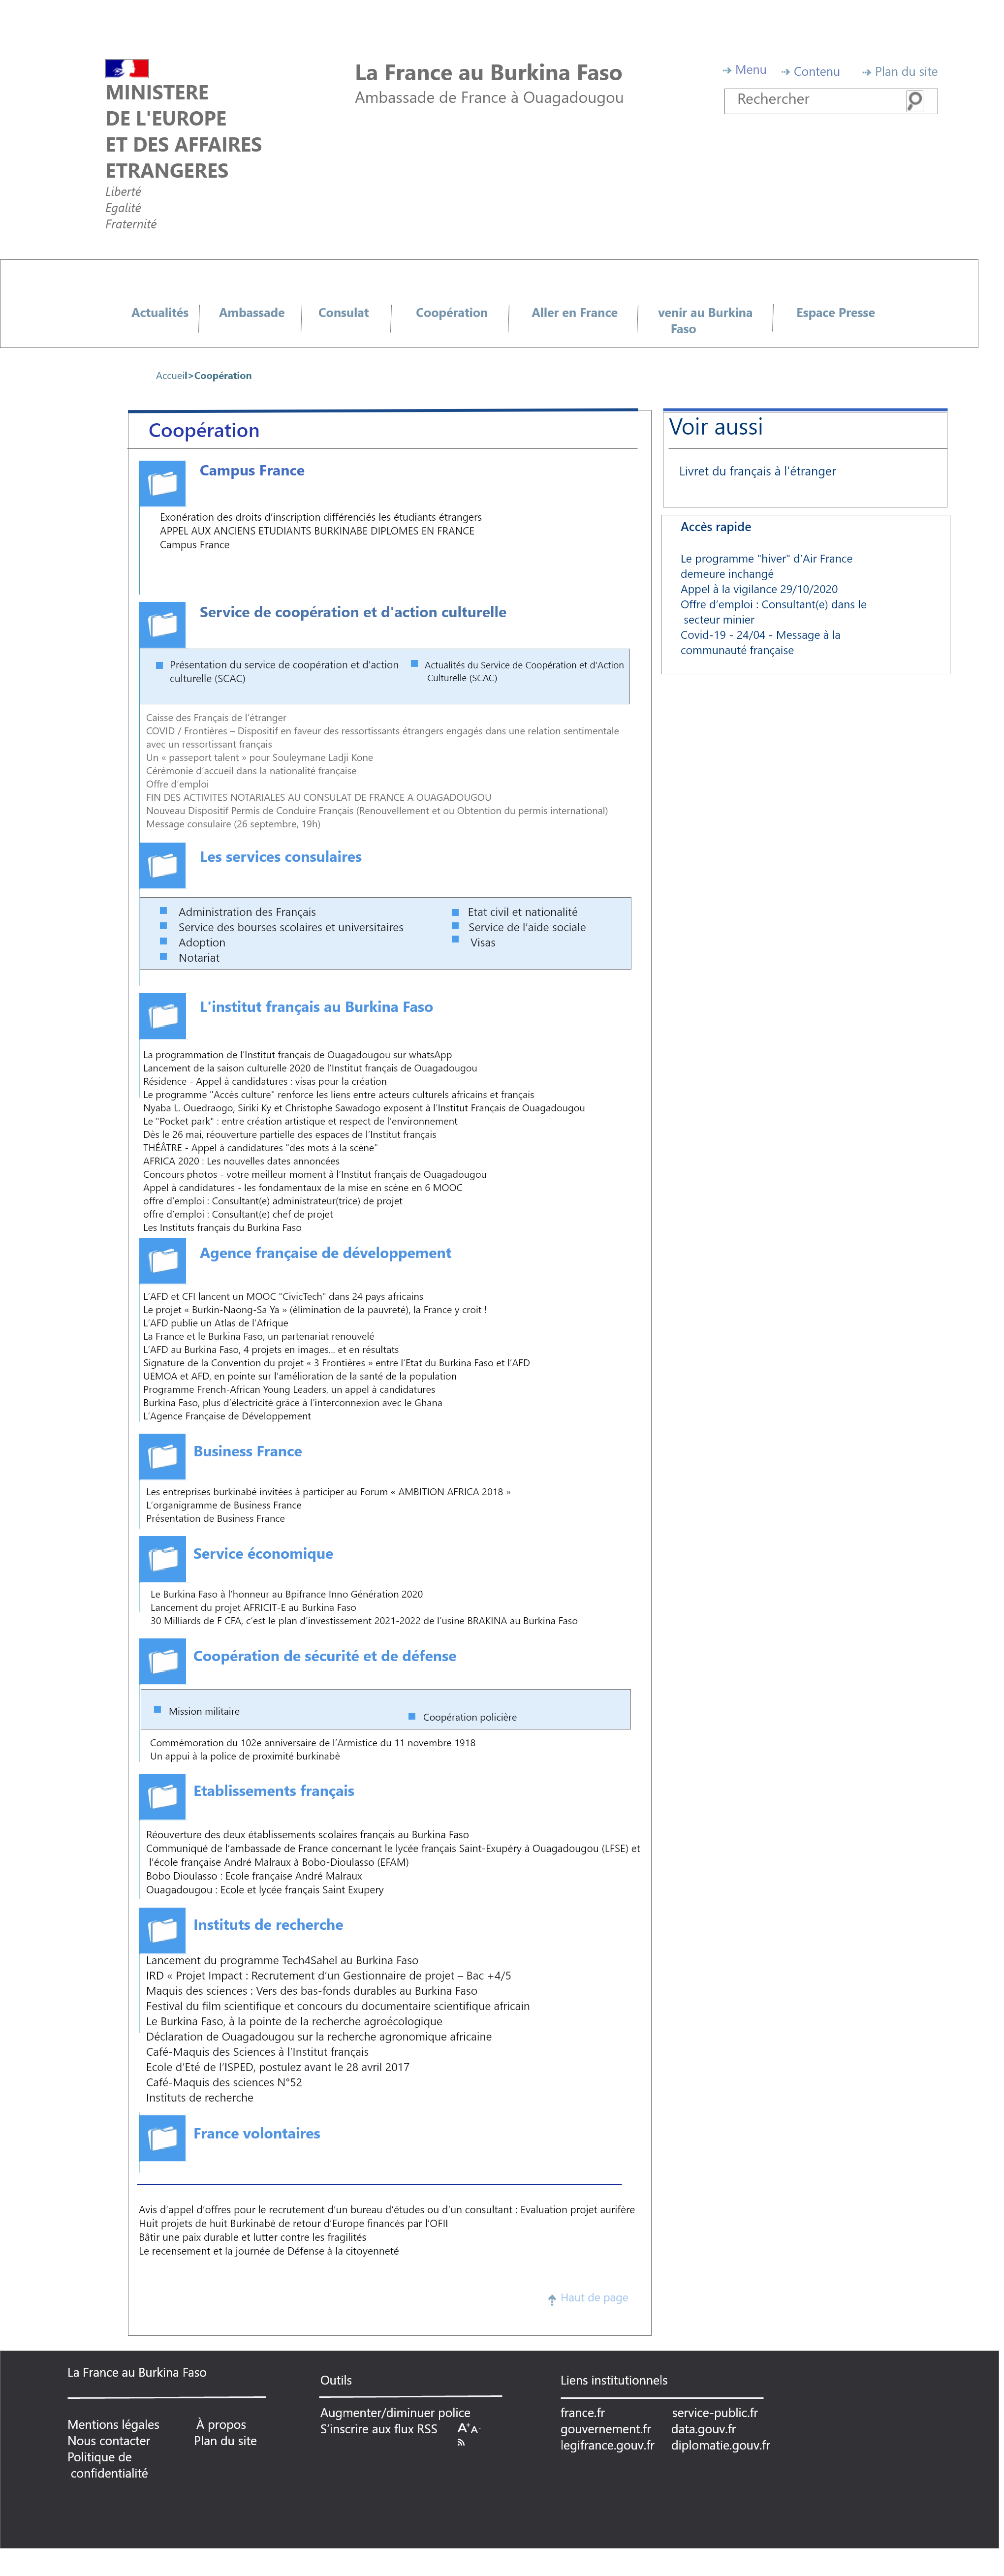 MINISTERE
DE L'EUROPE
ET DES AFFAIRES
ETRANGERES
Liberté
Egalité
Fraternité
La France au Burkina Faso
Ambassade de France à Ouagadougou
Menu
Contenu
Plan du site
Rechercher
Actualités
Ambassade
Consulat
Coopération
Aller en France
venir au Burkina
Faso
Espace Presse
Accueil>Coopération
Coopération
Campus France
Exonération des droits d'inscription différenciés les étudiants étrangers
APPEL AUX ANCIENS ETUDIANTS BURKINABE DIPLOMES EN FRANCE
Campus France
Service de coopération et d'action culturelle
Présentation du service de coopération et d'action
culturelle (SCAC)
Actualités du Service de Coopération et d'Action
Culturelle (SCAC)
Caisse des Français de l'étranger
COVID / Frontières – Dispositif en faveur des ressortissants étrangers engagés dans une relation sentimentale
avec un ressortissant français
Un « passeport talent » pour Souleymane Ladji Kone
Cérémonie d'accueil dans la nationalité française
Offre d'emploi
FIN DES ACTIVITES NOTARIALES AU CONSULAT DE FRANCE A OUAGADOUGOU
Nouveau Dispositif Permis de Conduire Français (Renouvellement et ou Obtention du permis international)
Message consulaire (26 septembre, 19h)
Les services consulaires
Administration des Français
Service des bourses scolaires et universitaires
Adoption
Notariat
Etat civil et nationalité
Service de l'aide sociale
Visas
L'institut français au Burkina Faso
La programmation de l'Institut français de Ouagadougou sur whatsApp
Lancement de la saison culturelle 2020 de l'Institut français de Ouagadougou
Résidence - Appel à candidatures : visas pour la création
Le programme "Accès culture" renforce les liens entre acteurs culturels africains et français
Nyaba L. Ouedraogo, Siriki Ky et Christophe Sawadogo exposent à l'Institut Français de Ouagadougou
Le "Pocket park" : entre création artistique et respect de l'environnement
Dès le 26 mai, réouverture partielle des espaces de l'Institut français
THÉÂTRE - Appel à candidatures "des mots à la scène"
AFRICA 2020 : Les nouvelles dates annoncées
Concours photos - votre meilleur moment à l'Institut français de Ouagadougou
Appel à candidatures - les fondamentaux de la mise en scène en 6 MOOC
offre d'emploi : Consultant(e) administrateur(trice) de projet
offre d'emploi : Consultant(e) chef de projet
Les Instituts français du Burkina Faso
Agence française de développement
L'AFD et CFI lancent un MOOC "CivicTech" dans 24 pays africains
Le projet « Burkin-Naong-Sa Ya » (élimination de la pauvreté), la France y croit !
L'AFD publie un Atlas de l'Afrique
La France et le Burkina Faso, un partenariat renouvelé
L'AFD au Burkina Faso, 4 projets en images... et en résultats
Signature de la Convention du projet « 3 Frontières » entre l'Etat du Burkina Faso et l'AFD
UEMOA et AFD, en pointe sur l'amélioration de la santé de la population
Programme French-African Young Leaders, un appel à candidatures
Burkina Faso, plus d'électricité grâce à l'interconnexion avec le Ghana
L'Agence Française de Développement
Business France
Les entreprises burkinabé invitées à participer au Forum « AMBITION AFRICA 2018 »
L'organigramme de Business France
Présentation de Business France
Service économique
Le Burkina Faso à l'honneur au Bpifrance Inno Génération 2020
Lancement du projet AFRICIT-E au Burkina Faso
30 Milliards de F CFA, c'est le plan d'investissement 2021-2022 de l'usine BRAKINA au Burkina Faso
Coopération de sécurité et de défense
Mission militaire
Coopération policière
Commémoration du 102e anniversaire de l'Armistice du 11 novembre 1918
Un appui à la police de proximité burkinabè
Etablissements français
Réouverture des deux établissements scolaires français au Burkina Faso
Communiqué de l'ambassade de France concernant le lycée français Saint-Exupéry à Ouagadougou (LFSE) et
l'école française André Malraux à Bobo-Dioulasso (EFAM)
Bobo Dioulasso : Ecole française André Malraux
Ouagadougou : Ecole et lycée français Saint Exupery
Instituts de recherche
Lancement du programme Tech4Sahel au Burkina Faso
IRD « Projet Impact : Recrutement d'un Gestionnaire de projet – Bac +4/5
Maquis des sciences : Vers des bas-fonds durables au Burkina Faso
Festival du film scientifique et concours du documentaire scientifique africain
Le Burkina Faso, à la pointe de la recherche agroécologique
Déclaration de Ouagadougou sur la recherche agronomique africaine
Café-Maquis des Sciences à l'Institut français
Ecole d'Eté de l'ISPED, postulez avant le 28 avril 2017
Café-Maquis des sciences N°52
Instituts de recherche
France volontaires
Avis d'appel d'offres pour le recrutement d'un bureau d'études ou d'un consultant : Evaluation projet aurifère
Huit projets de huit Burkinabè de retour d'Europe financés par l'OFII
Bâtir une paix durable et lutter contre les fragilités
Le recensement et la journée de Défense à la citoyenneté
Haut de page
Voir aussi
Livret du français à l'étranger
Accès rapide
Le programme "hiver" d'Air France
demeure inchangé
Appel à la vigilance 29/10/2020
Offre d'emploi : Consultant(e) dans le
secteur minier
Covid-19 - 24/04 - Message à la
communauté française
La France au Burkina Faso
Mentions légales
Nous contacter
Politique de
confidentialité
À propos
Plan du site
Outils
Augmenter/diminuer police
S'inscrire aux flux RSS
A+ A-
Liens institutionnels
france.fr
gouvernement.fr
legifrance.gouv.fr
service-public.fr
data.gouv.fr
diplomatie.gouv.fr